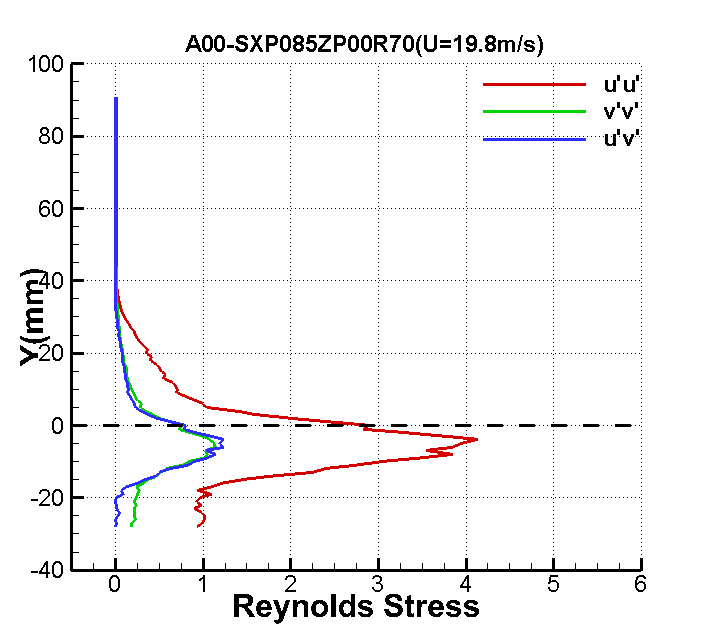 A00-SXP085ZP00R70(U=19.8m/s)
u'u'
v'v'
u'v'
100
80
60
40
20
0
-20
-40
Y(mm)
0 1 2 3 4 5 6
Reynolds Stress